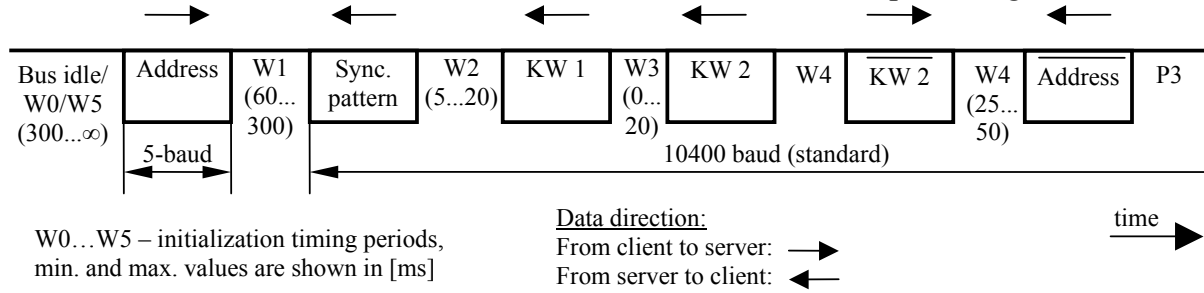 Bus idle/
W0/W5
(300...∞)
Address
W1
(60...
300)
Sync.
pattern
W2
(5...20)
KW 1
W3
(0...
20)
KW 2
W4
K̅W̅ ̅2̅
W4
(25...
50)
A̅d̅d̅r̅e̅s̅s̅
P3
5-baud
10400 baud (standard)
W0…W5 – initialization timing periods,
min. and max. values are shown in [ms]
Data direction:
From client to server:
From server to client:
time